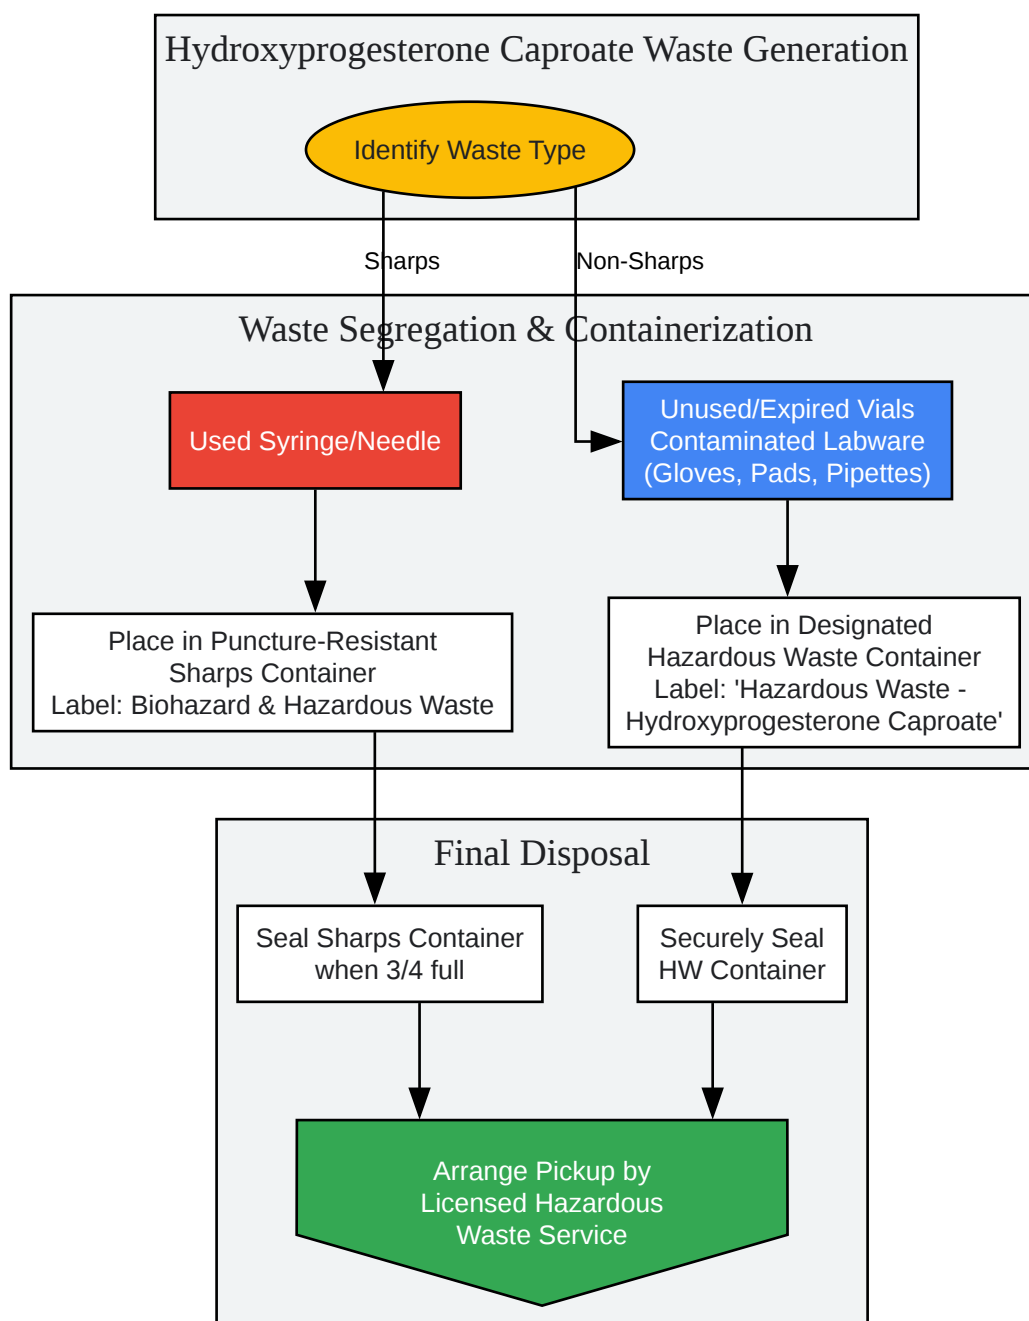 Hydroxyprogesterone Caproate Waste Generation
Identify Waste Type
Sharps
Non-Sharps
Waste Segregation & Containerization
Used Syringe/Needle
Unused/Expired Vials
Contaminated Labware
(Gloves, Pads, Pipettes)
Place in Puncture-Resistant
Sharps Container
Label: Biohazard & Hazardous Waste
Place in Designated
Hazardous Waste Container
Label: 'Hazardous Waste -
Hydroxyprogesterone Caproate'
Final Disposal
Seal Sharps Container
when 3/4 full
Securely Seal
HW Container
Arrange Pickup by
Licensed Hazardous
Waste Service